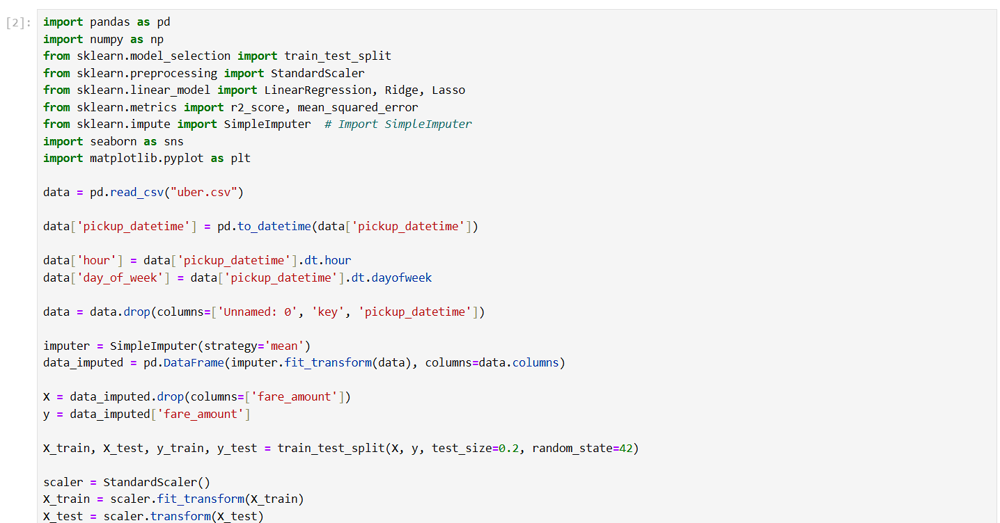 [2]:
import pandas as pd
import numpy as np
from sklearn.model_selection import train_test_split
from sklearn.preprocessing import StandardScaler
from sklearn.linear_model import LinearRegression, Ridge, Lasso
from sklearn.metrics import r2_score, mean_squared_error
from sklearn.impute import SimpleImputer  # Import SimpleImputer
import seaborn as sns
import matplotlib.pyplot as plt
data = pd.read_csv("uber.csv")
data['pickup_datetime'] = pd.to_datetime(data['pickup_datetime'])
data['hour'] = data['pickup_datetime'].dt.hour
data['day_of_week'] = data['pickup_datetime'].dt.dayofweek
data = data.drop(columns=['Unnamed: 0', 'key', 'pickup_datetime'])
imputer = SimpleImputer(strategy='mean')
data_imputed = pd.DataFrame(imputer.fit_transform(data), columns=data.columns)
X = data_imputed.drop(columns=['fare_amount'])
y = data_imputed['fare_amount']
X_train, X_test, y_train, y_test = train_test_split(X, y, test_size=0.2, random_state=42)
scaler = StandardScaler()
X_train = scaler.fit_transform(X_train)
X_test = scaler.transform(X_test)